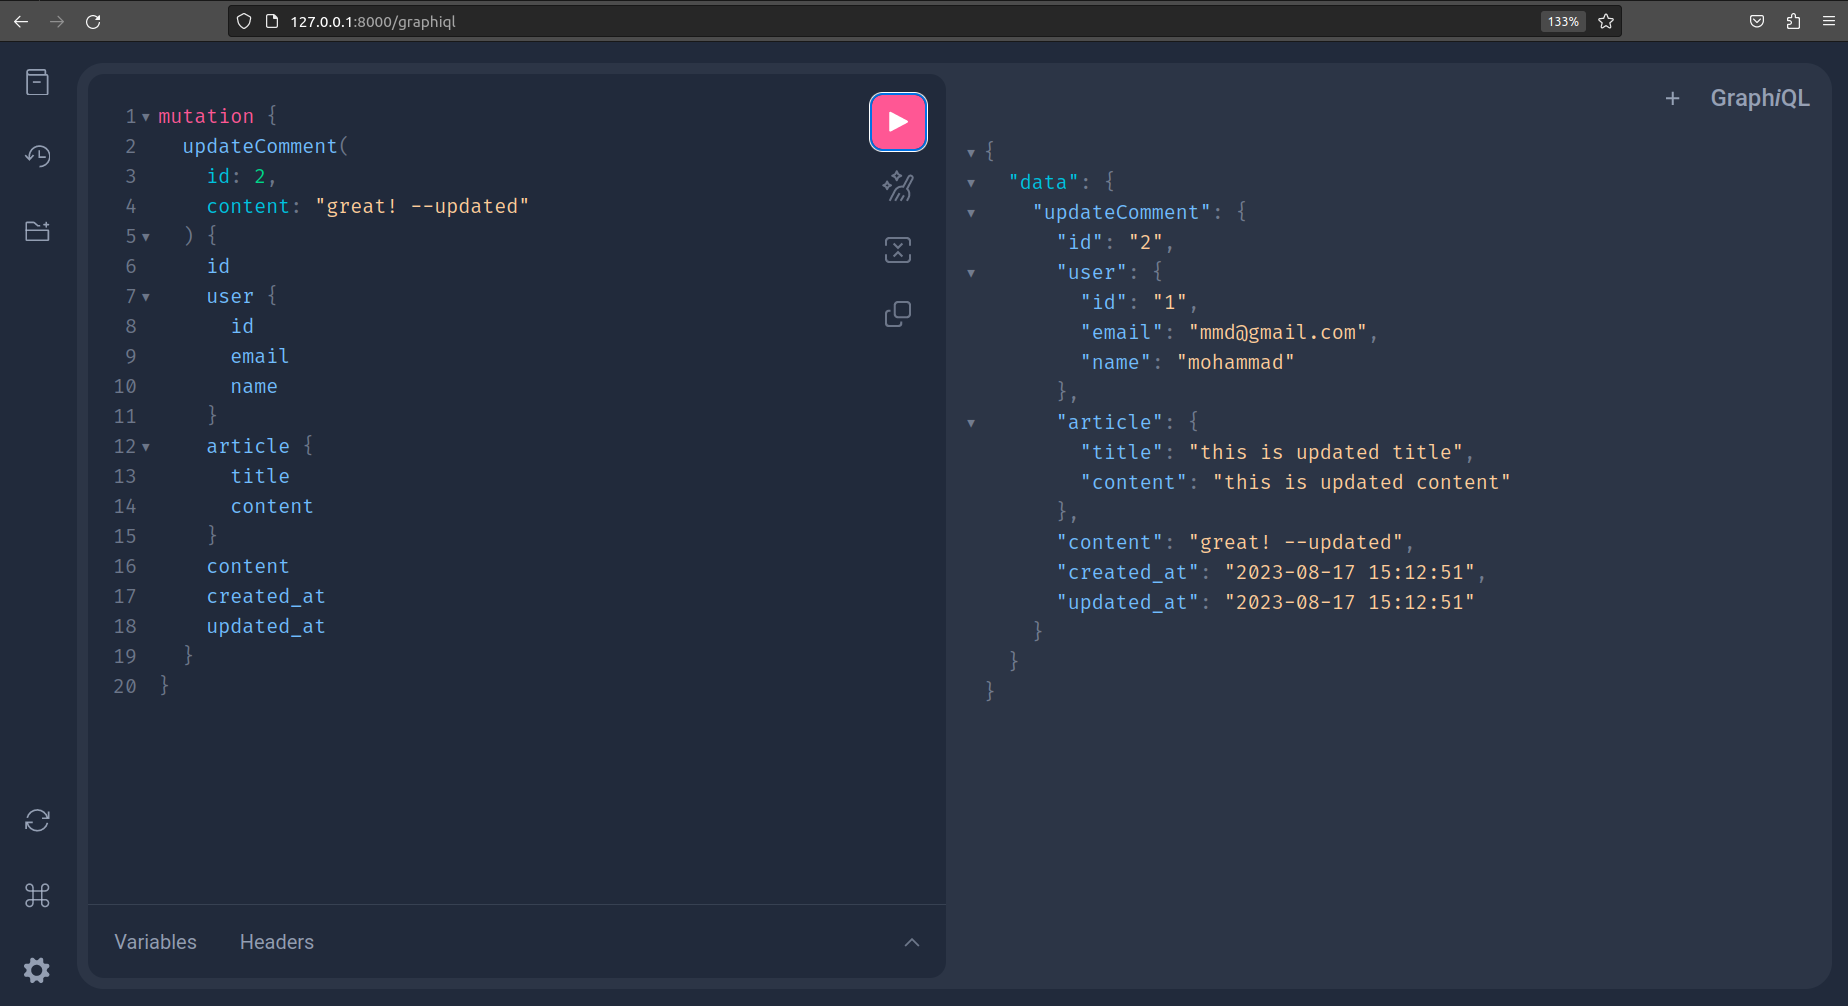 127.0.0.1:8000/graphiql
133%
1 mutation {
2   updateComment(
3     id: 2,
4     content: "great! --updated"
5   ) {
6     id
7     user {
8       id
9       email
10       name
11     }
12     article {
13       title
14       content
15     }
16     content
17     created_at
18     updated_at
19   }
20 }
Variables Headers
+ GraphiQL
{
  "data": {
    "updateComment": {
      "id": "2",
      "user": {
        "id": "1",
        "email": "mmd@gmail.com",
        "name": "mohammad"
      },
      "article": {
        "title": "this is updated title",
        "content": "this is updated content"
      },
      "content": "great! --updated",
      "created_at": "2023-08-17 15:12:51",
      "updated_at": "2023-08-17 15:12:51"
    }
  }
}